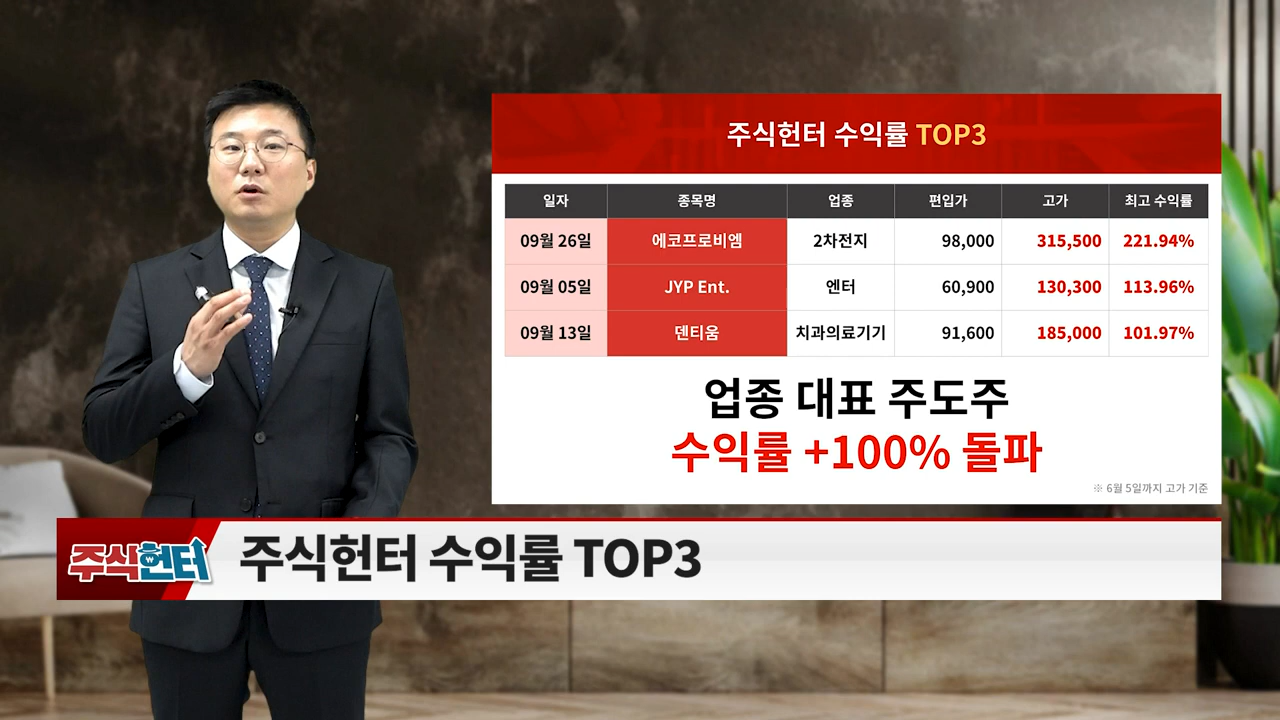 주식헌터 수익률 TOP3
일자 종목명 업종 편입가 고가 최고 수익률
09월 26일 에코프로비엠 2차전지 98,000 315,500 221.94%
09월 05일 JYP Ent. 엔터 60,900 130,300 113.96%
09월 13일 덴티움 치과의료기기 91,600 185,000 101.97%
업종 대표 주도주
수익률 +100% 돌파
※ 6월 5일까지 고가 기준
주식헌터 주식헌터 수익률 TOP3